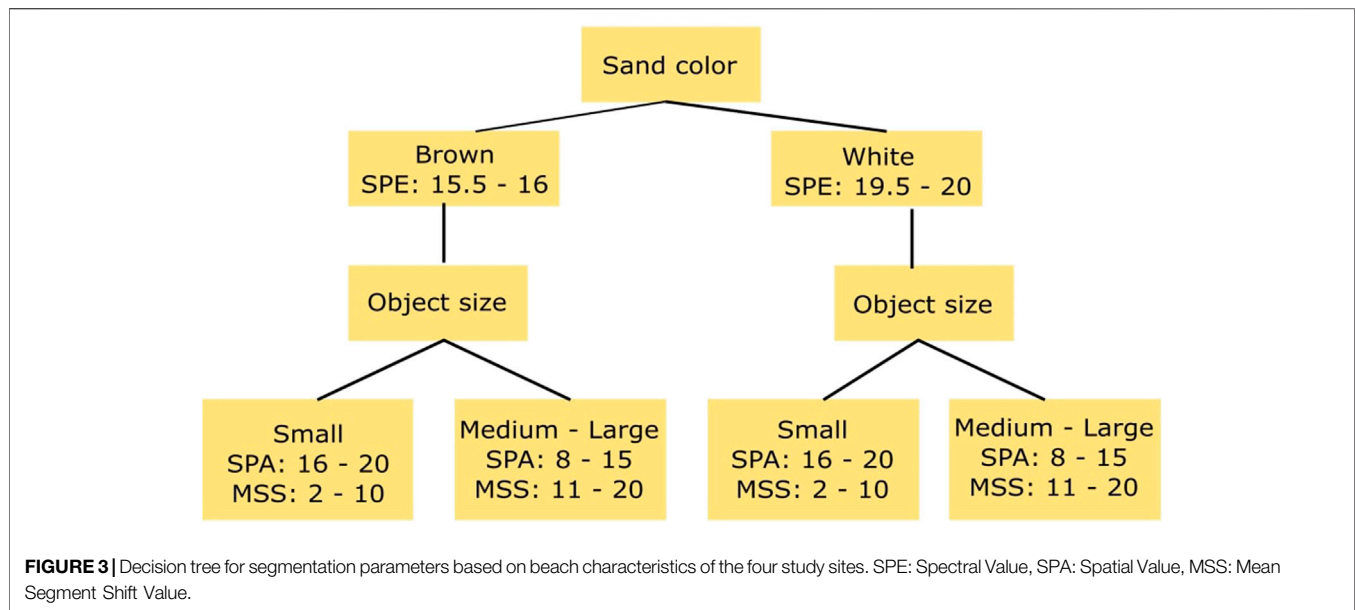 Sand color
Brown
SPE: 15.5 - 16
White
SPE: 19.5 - 20
Object size
Object size
Small
SPA: 16 - 20
MSS: 2 - 10
Medium - Large
SPA: 8 - 15
MSS: 11 - 20
Small
SPA: 16 - 20
MSS: 2 - 10
Medium - Large
SPA: 8 - 15
MSS: 11 - 20
FIGURE 3 | Decision tree for segmentation parameters based on beach characteristics of the four study sites. SPE: Spectral Value, SPA: Spatial Value, MSS: Mean
Segment Shift Value.